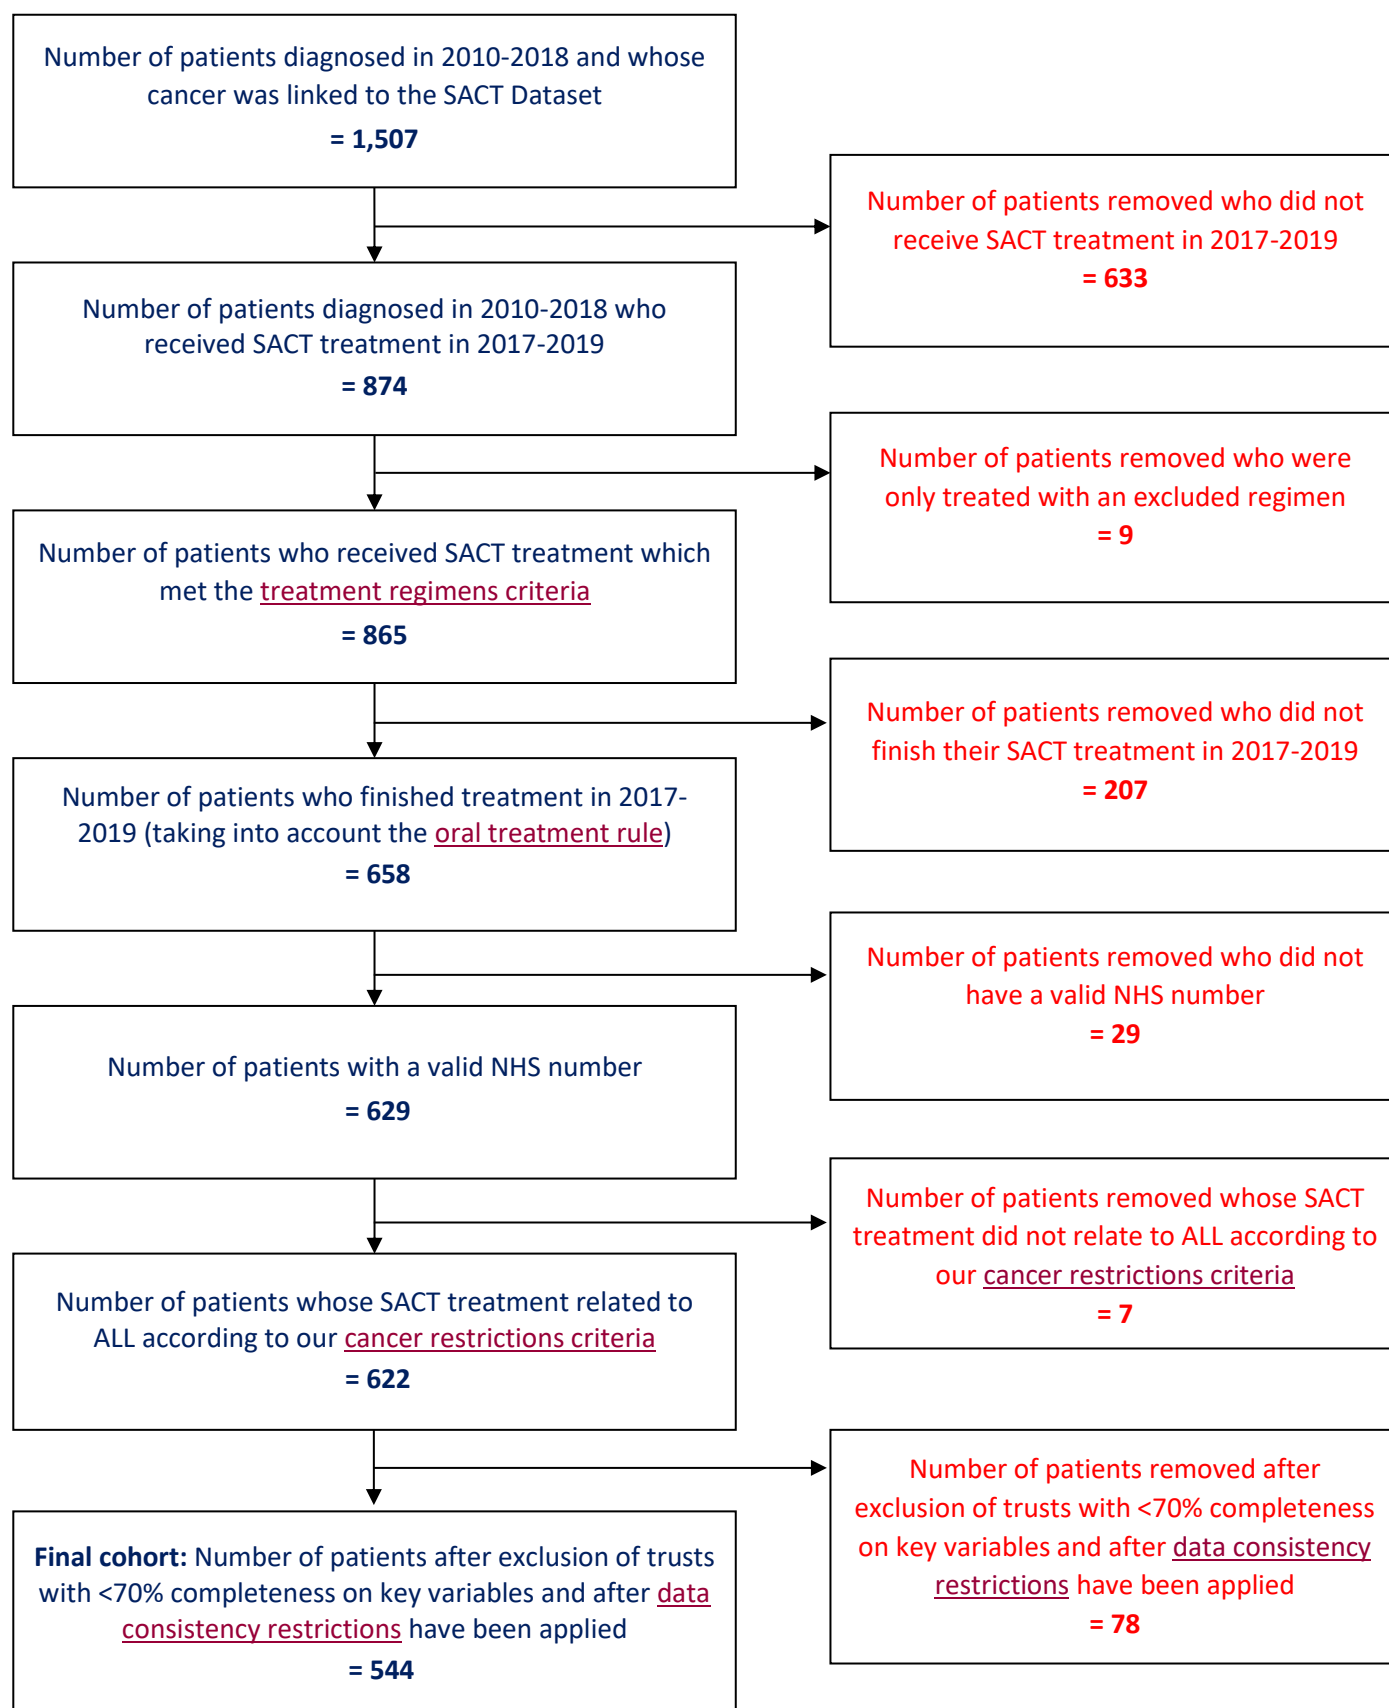 Number of patients diagnosed in 2010-2018 and whose
cancer was linked to the SACT Dataset
= 1,507
Number of patients removed who did not
receive SACT treatment in 2017-2019
= 633
Number of patients diagnosed in 2010-2018 who
received SACT treatment in 2017-2019
= 874
Number of patients removed who were
only treated with an excluded regimen
= 9
Number of patients who received SACT treatment which
met the treatment regimens criteria
= 865
Number of patients removed who did not
finish their SACT treatment in 2017-2019
= 207
Number of patients who finished treatment in 2017-
2019 (taking into account the oral treatment rule)
= 658
Number of patients removed who did not
have a valid NHS number
= 29
Number of patients with a valid NHS number
= 629
Number of patients removed whose SACT
treatment did not relate to ALL according to
our cancer restrictions criteria
= 7
Number of patients whose SACT treatment related to
ALL according to our cancer restrictions criteria
= 622
Number of patients removed after
exclusion of trusts with <70% completeness
on key variables and after data consistency
restrictions have been applied
= 78
Final cohort: Number of patients after exclusion of trusts
with <70% completeness on key variables and after data
consistency restrictions have been applied
= 544